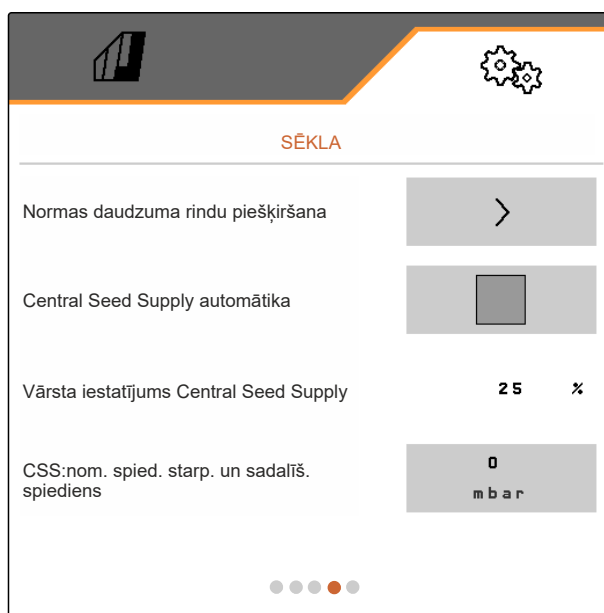 SĒKLA
Normas daudzuma rindu piešķiršana
Central Seed Supply automātika
Vārsta iestatījums Central Seed Supply
25 %
CSS:nom. spied. starp. un sadalīš.
spiediens
0
mbar